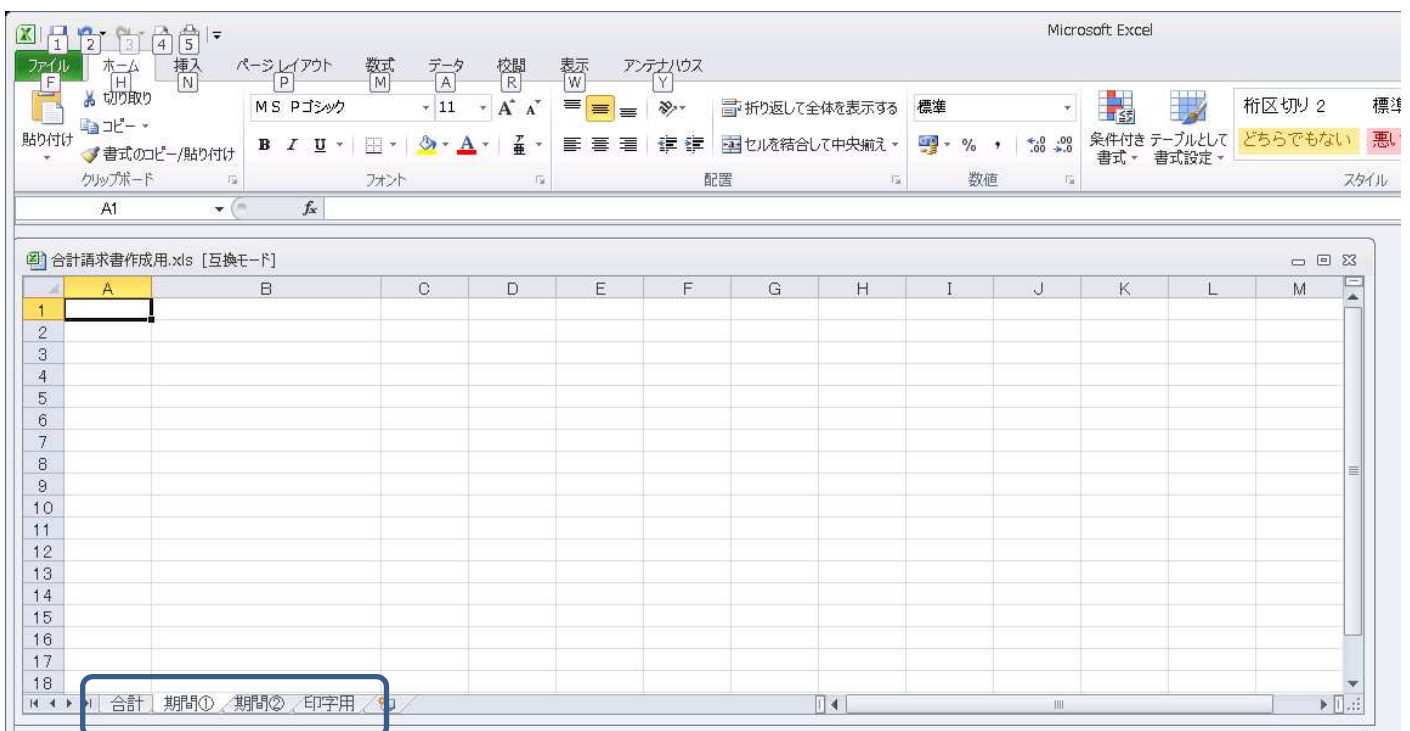 Microsoft Excel
1 2 3 4 5
ファイル ホーム 挿入 ページ レイアウト 数式 データ 校閲 表示 アンテナハウス
F H N P M A R W Y
切り取り
コピー
書式のコピー/貼り付け
貼り付け
クリップボード
MS Pゴシック 11
B I U
フォント
折り返して全体を表示する
セルを結合して中央揃え
配置
標準
%
数値
条件付き書式
テーブルとして書式設定
桁区切り 2 標準
どちらでもない 悪い
スタイル
A1 fx
合計請求書作成用.xls [互換モード]
A B C D E F G H I J K L M
1
2
3
4
5
6
7
8
9
10
11
12
13
14
15
16
17
18
合計 期間① 期間② 印字用